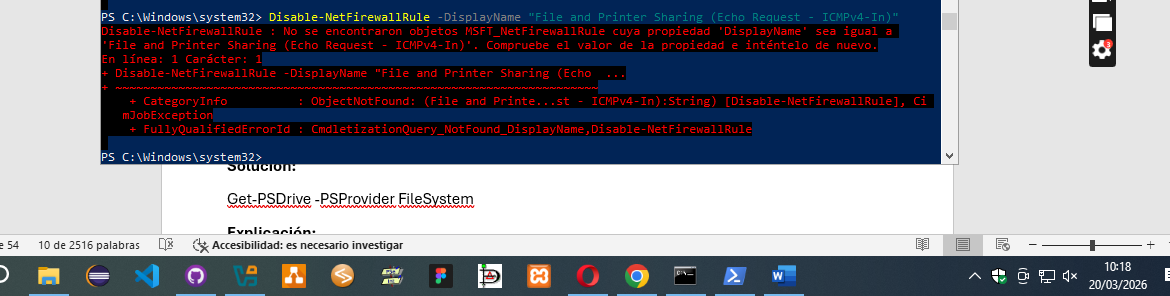 PS C:\Windows\system32> Disable-NetFirewallRule -DisplayName "File and Printer Sharing (Echo Request - ICMPv4-In)"
Disable-NetFirewallRule : No se encontraron objetos MSFT_NetFirewallRule cuya propiedad 'DisplayName' sea igual a
'File and Printer Sharing (Echo Request - ICMPv4-In)'. Compruebe el valor de la propiedad e inténtelo de nuevo.
En línea: 1 Carácter: 1
+ Disable-NetFirewallRule -DisplayName "File and Printer Sharing (Echo ...
+ ~~~~~~~~~~~~~~~~~~~~~~~~~~~~~~~~~~~~~~~~~~~~~~~~~~~~~~~~~~~~~~~~~~~~~
+ CategoryInfo : ObjectNotFound: (File and Printe...st - ICMPv4-In):String) [Disable-NetFirewallRule], Ci
mJobException
+ FullyQualifiedErrorId : CmdletizationQuery_NotFound_DisplayName,Disable-NetFirewallRule
PS C:\Windows\system32>
Solución:
Get-PSDrive -PSProvider FileSystem
Explicación:
e 54 10 de 2516 palabras Accesibilidad: es necesario investigar
10:18
20/03/2026